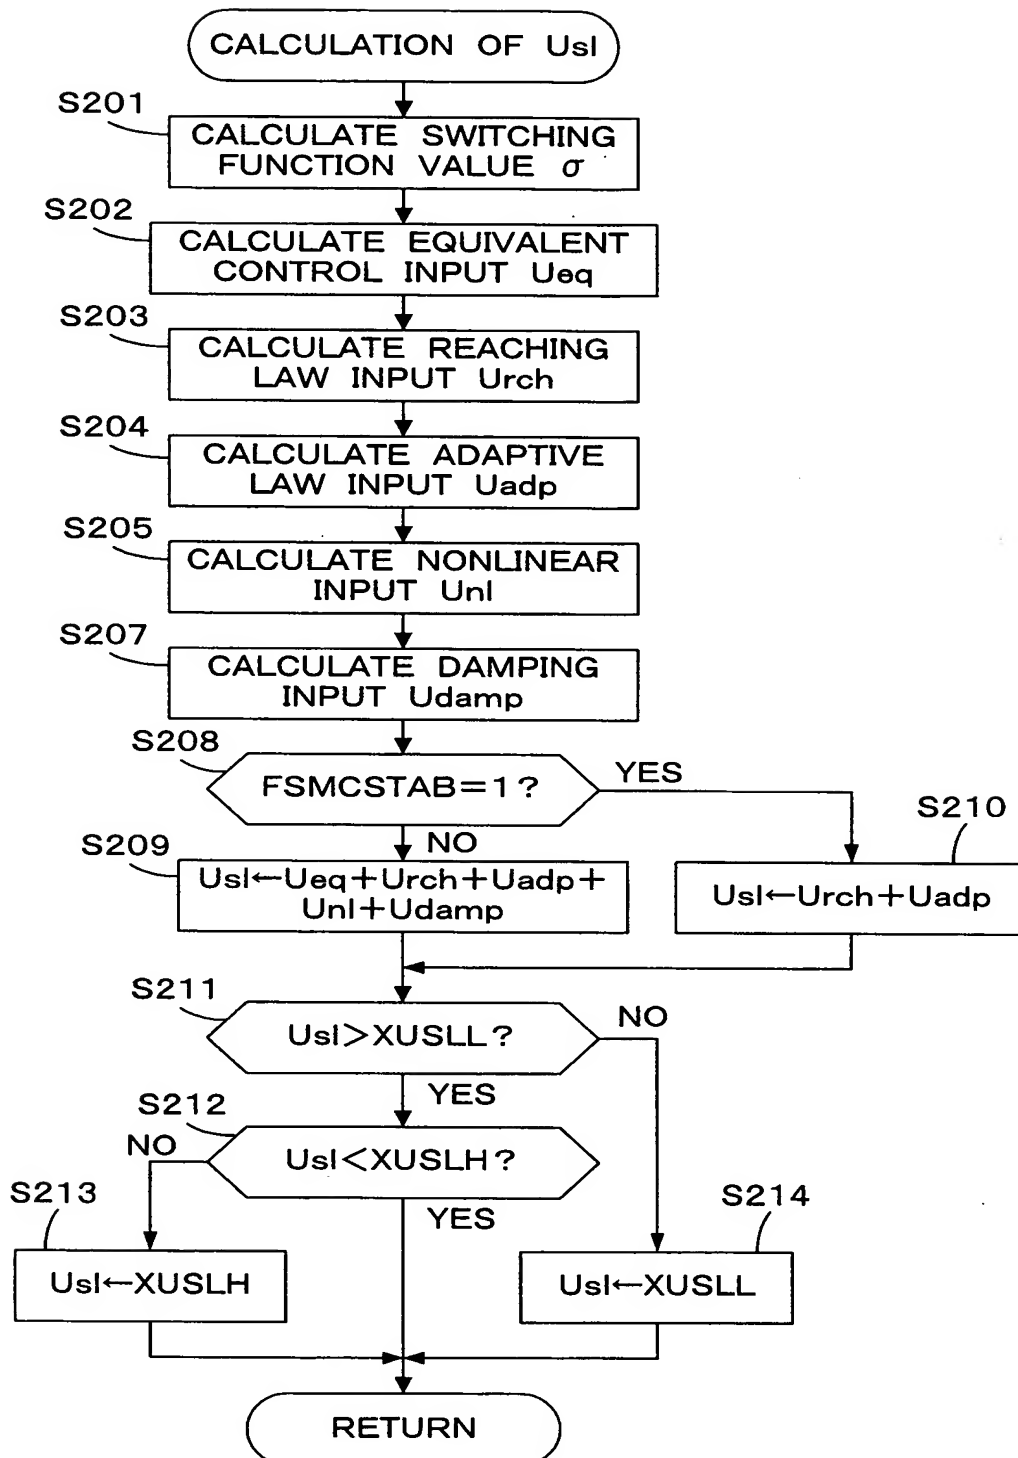 CALCULATION OF Usl
S201
CALCULATE SWITCHING
FUNCTION VALUE σ
S202
CALCULATE EQUIVALENT
CONTROL INPUT Ueq
S203
CALCULATE REACHING
LAW INPUT Urch
S204
CALCULATE ADAPTIVE
LAW INPUT Uadp
S205
CALCULATE NONLINEAR
INPUT Unl
S207
CALCULATE DAMPING
INPUT Udamp
S208
FSMCSTAB=1?
YES
NO
S209
Usl←Ueq+Urch+Uadp+
Unl+Udamp
S210
Usl←Urch+Uadp
S211
Usl>XUSLL?
NO
YES
S212
Usl<XUSLH?
NO
YES
S213
Usl←XUSLH
S214
Usl←XUSLL
RETURN